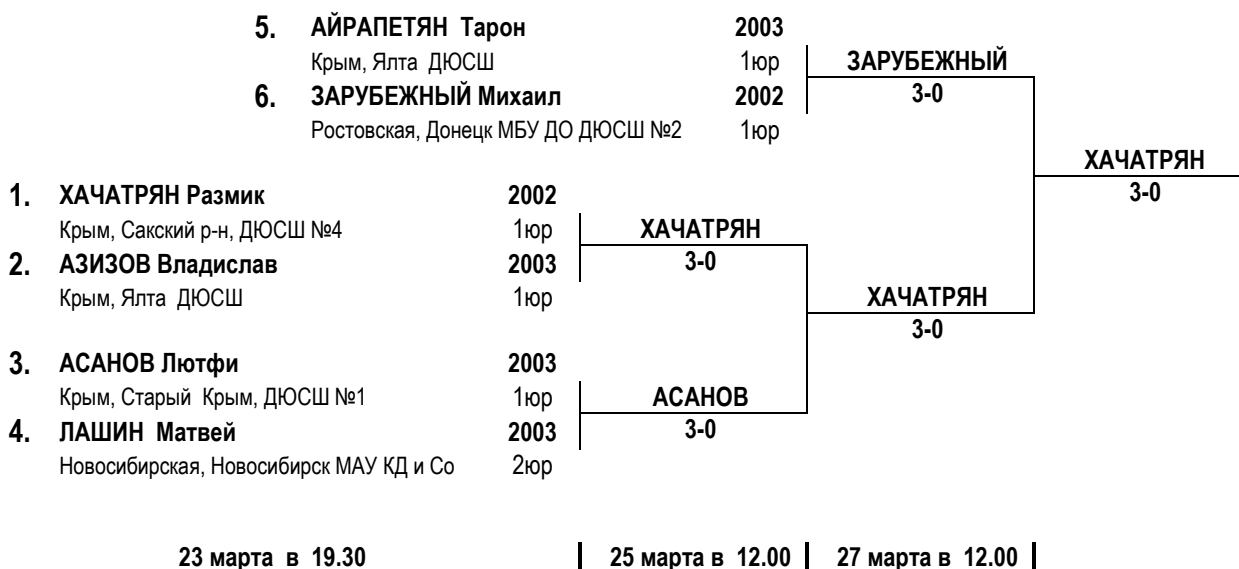 5. АЙРАПЕТЯН Тарон 2003
Крым, Ялта ДЮСШ 1юр ЗАРУБЕЖНЫЙ
6. ЗАРУБЕЖНЫЙ Михаил 2002 3-0
Ростовская, Донецк МБУ ДО ДЮСШ №2 1юр
ХАЧАТРЯН
1. ХАЧАТРЯН Размик 2002 3-0
Крым, Сакский р-н, ДЮСШ №4 1юр ХАЧАТРЯН
2. АЗИЗОВ Владислав 2003 3-0
Крым, Ялта ДЮСШ 1юр ХАЧАТРЯН
3-0
3. АСАНОВ Лютфи 2003
Крым, Старый Крым, ДЮСШ №1 1юр АСАНОВ
4. ЛАШИН Матвей 2003 3-0
Новосибирская, Новосибирск МАУ КД и Со 2юр
23 марта в 19.30 25 марта в 12.00 27 марта в 12.00